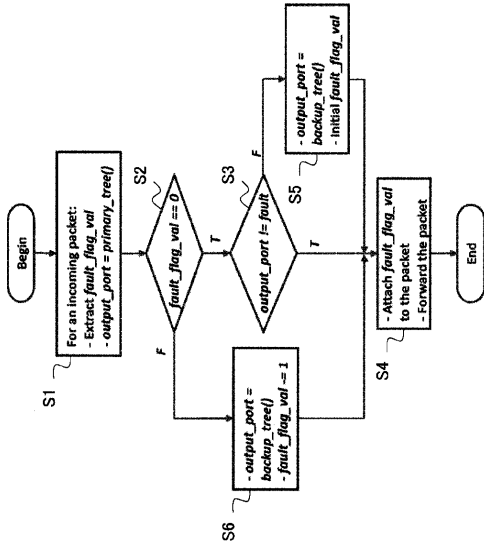 Begin
S1
For an incoming packet:
- Extract fault_flag_val
- output_port = primary_tree()
S2
fault_flag_val == 0
F
T
S3
output_port != fault
F
T
S6
- output_port =
backup_tree()
- fault_flag_val -= 1
S5
- output_port =
backup_tree()
- Initial fault_flag_val
S4
- Attach fault_flag_val
to the packet
- Forward the packet
End